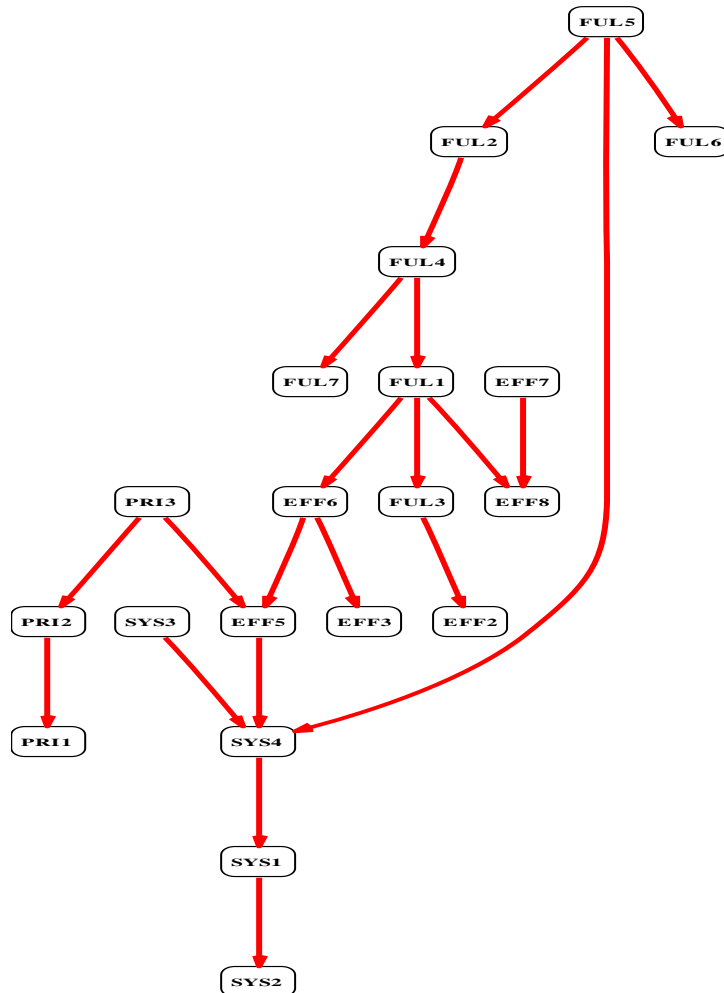 FUL5
FUL2
FUL6
FUL4
FUL7
FUL1
EFF7
PRI3
EFF6
FUL3
EFF8
PRI2
SYS3
EFF5
EFF3
EFF2
PRI1
SYS4
SYS1
SYS2